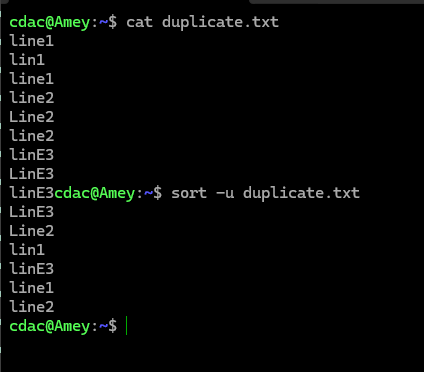 cdac@Amey:~$ cat duplicate.txt
line1
lin1
line1
line2
Line2
line2
linE3
LinE3
linE3cdac@Amey:~$ sort -u duplicate.txt
LinE3
Line2
lin1
linE3
line1
line2
cdac@Amey:~$